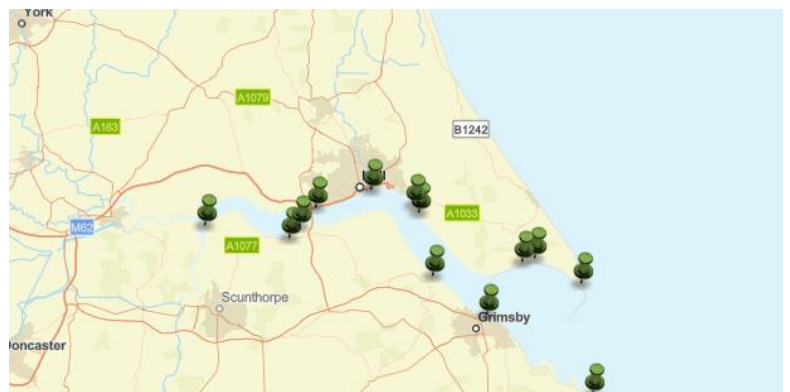 York
A1079
A163
B1242
M62
A1033
A1077
Scunthorpe
Grimsby
Doncaster